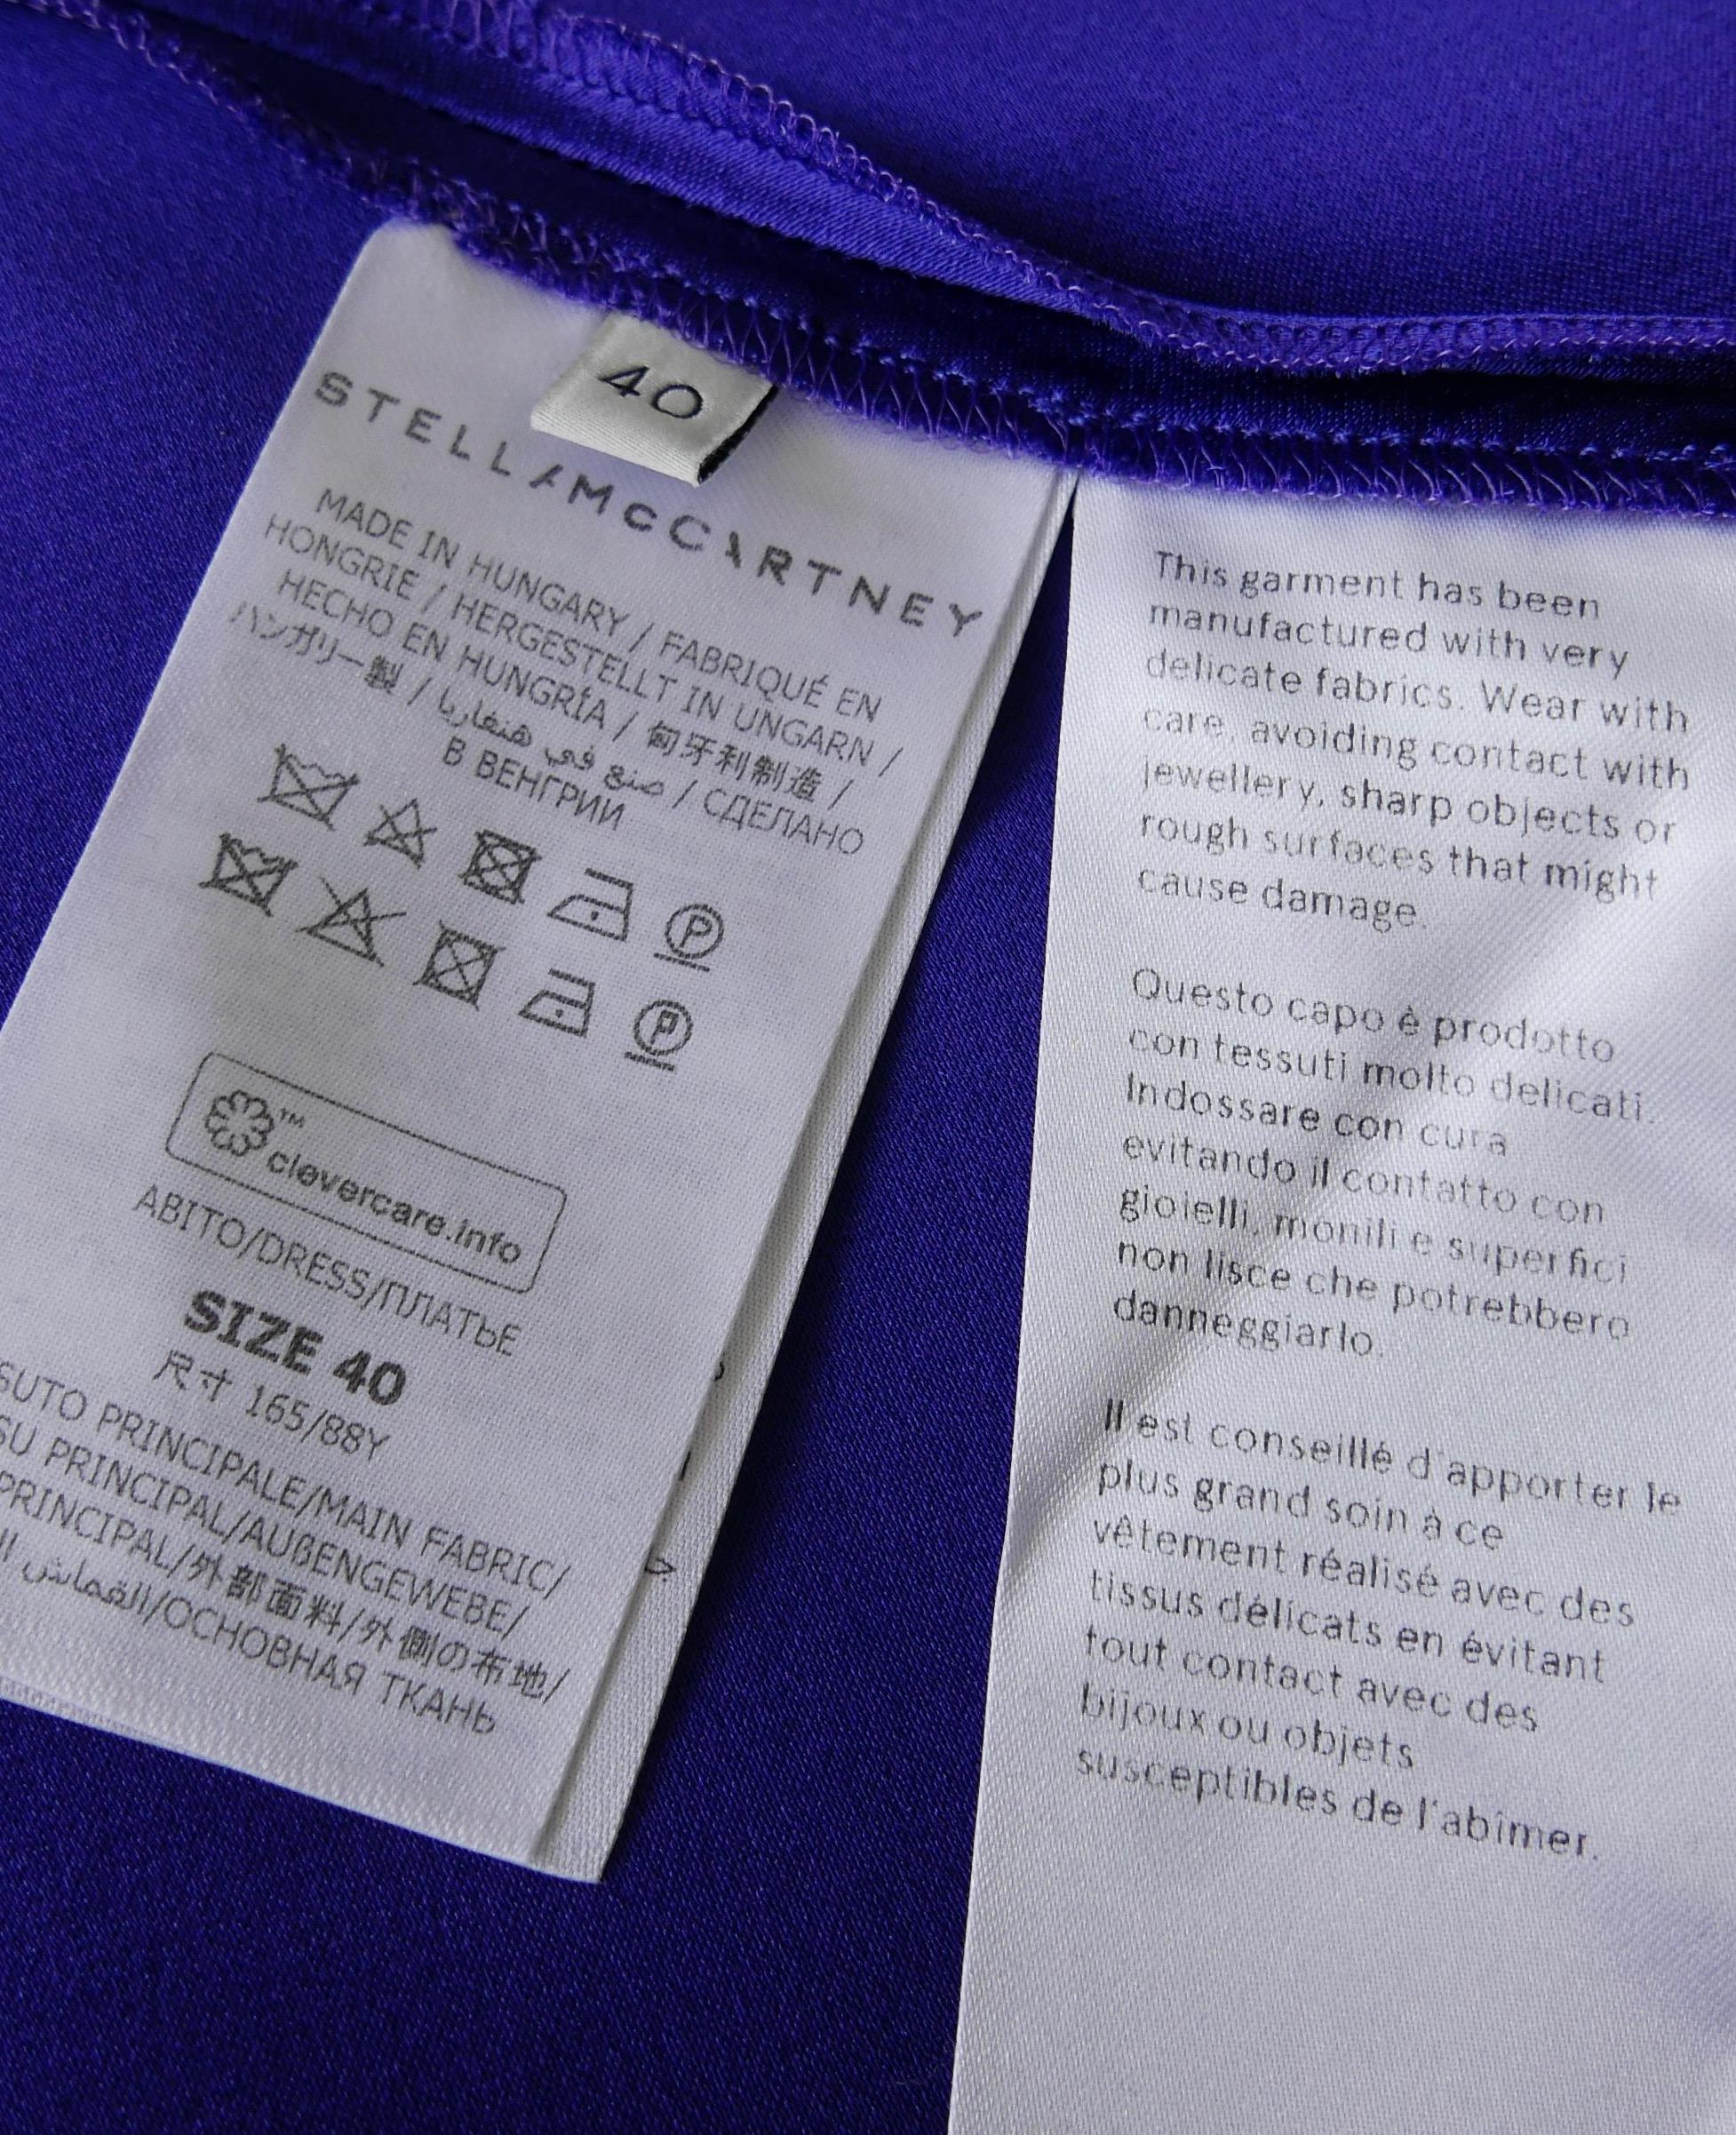 40
STELLA McCARTNEY
MADE IN HUNGARY / FABRIQUÉ EN
HONGRIE / HERGESTELLT IN UNGARN /
HECHO EN HUNGRÍA / 匈牙利制造 /
ハンガリー製 / صنع في هنغاريا / СДЕЛАНО
В ВЕНГРИИ
P
P
™
clevercare.info
ABITO/DRESS/ПЛАТЬЕ
SIZE 40
尺寸 165/88Y
SUTO PRINCIPALE/MAIN FABRIC/
SU PRINCIPAL/AUßENGEWEBE/
PRINCIPAL/外部面料/外側の布地/
القماش/ОСНОВНАЯ ТКАНЬ
This garment has been
manufactured with very
delicate fabrics. Wear with
care, avoiding contact with
jewellery, sharp objects or
rough surfaces that might
cause damage.
Questo capo è prodotto
con tessuti molto delicati.
Indossare con cura
evitando il contatto con
gioielli, monili e superfici
non lisce che potrebbero
danneggiarlo.
Il est conseillé d'apporter le
plus grand soin à ce
vêtement réalisé avec des
tissus délicats en évitant
tout contact avec des
bijoux ou objets
susceptibles de l'abîmer.